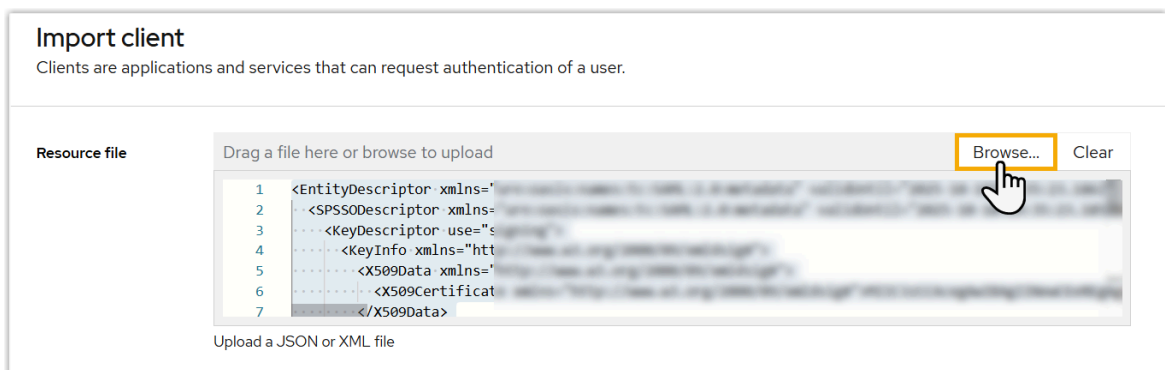 Import client
Clients are applications and services that can request authentication of a user.
Resource file
Drag a file here or browse to upload
Browse...
Clear
1 <EntityDescriptor xmlns="
2 <SPSSODescriptor xmlns=
3 <KeyDescriptor use="signing">
4 <KeyInfo xmlns="htt
5 <X509Data xmlns="
6 <X509Certificat
7 </X509Data>
Upload a JSON or XML file